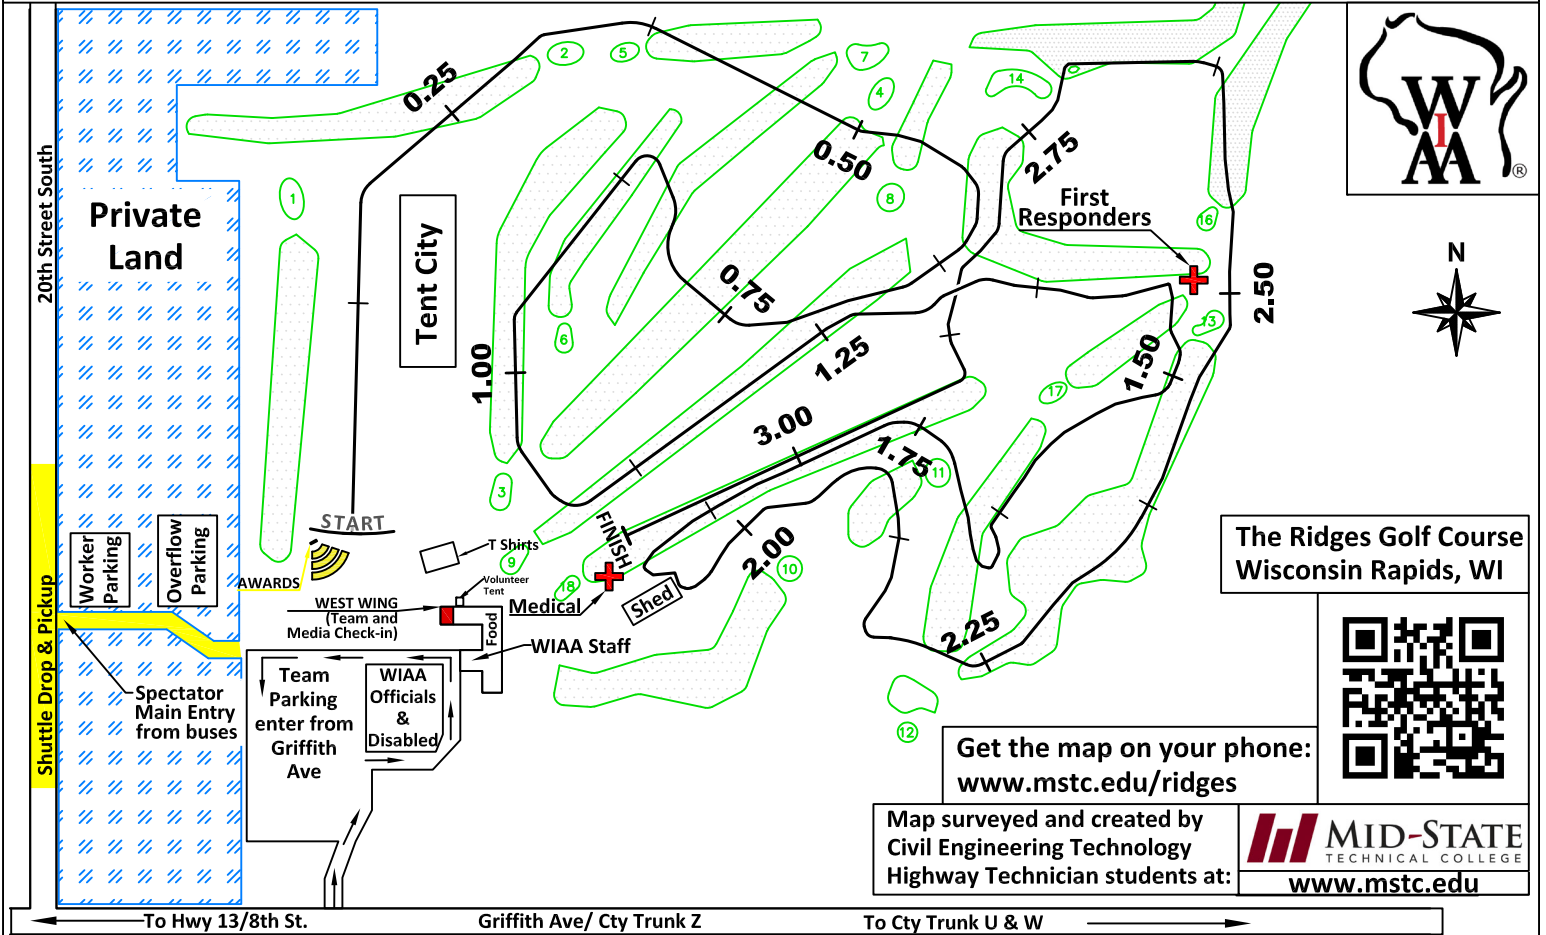 20th Street South
Shuttle Drop & Pickup
Private
Land
Worker
Parking
Overflow
Parking
Tent City
START
AWARDS
T Shirts
Volunteer
Tent
WEST WING
(Team and
Media Check-in)
Food
Medical
FINISH
Shed
WIAA Staff
Spectator
Main Entry
from buses
Team
Parking
enter from
Griffith
Ave
WIAA
Officials
&
Disabled
First
Responders
0.25
0.50
0.75
1.00
1.25
1.50
1.75
2.00
2.25
2.50
2.75
3.00
1
2
3
4
5
6
7
8
9
10
11
12
13
14
16
17
18
W
I
AA
®
N
The Ridges Golf Course
Wisconsin Rapids, WI
Get the map on your phone:
www.mstc.edu/ridges
Map surveyed and created by
Civil Engineering Technology
Highway Technician students at:
MID-STATE
TECHNICAL COLLEGE
www.mstc.edu
To Hwy 13/8th St.
Griffith Ave/ Cty Trunk Z
To Cty Trunk U & W